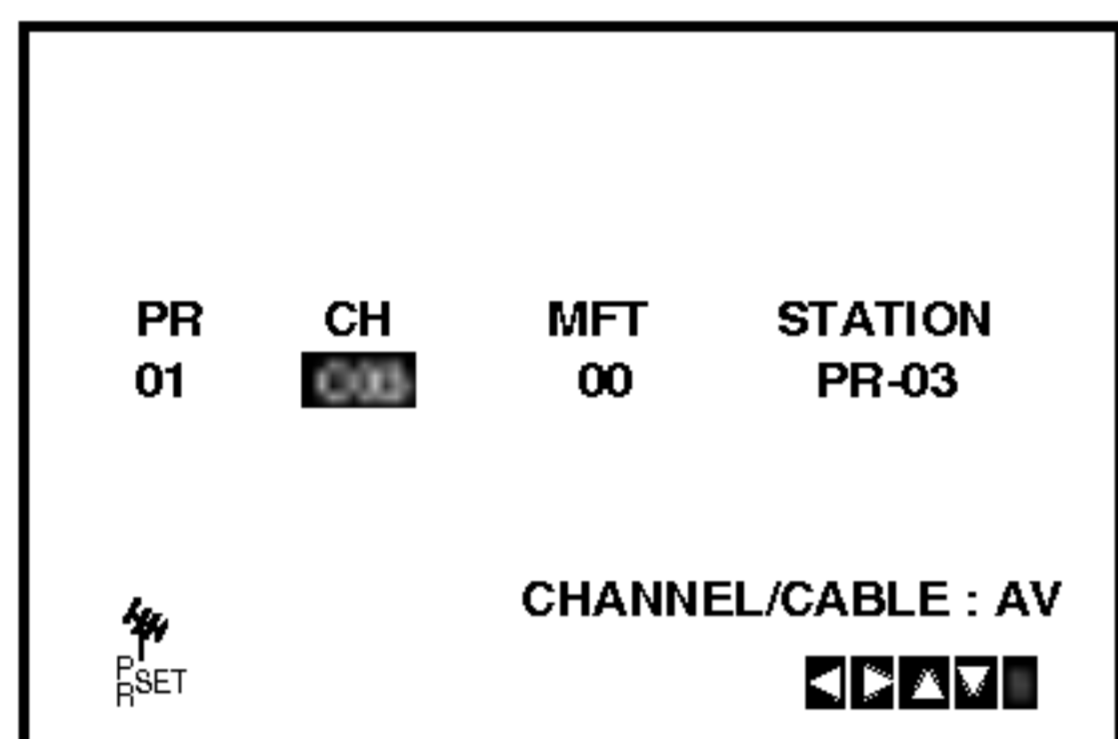 PR CH MFT STATION
01 00 PR-03
CHANNEL/CABLE : AV
PR SET